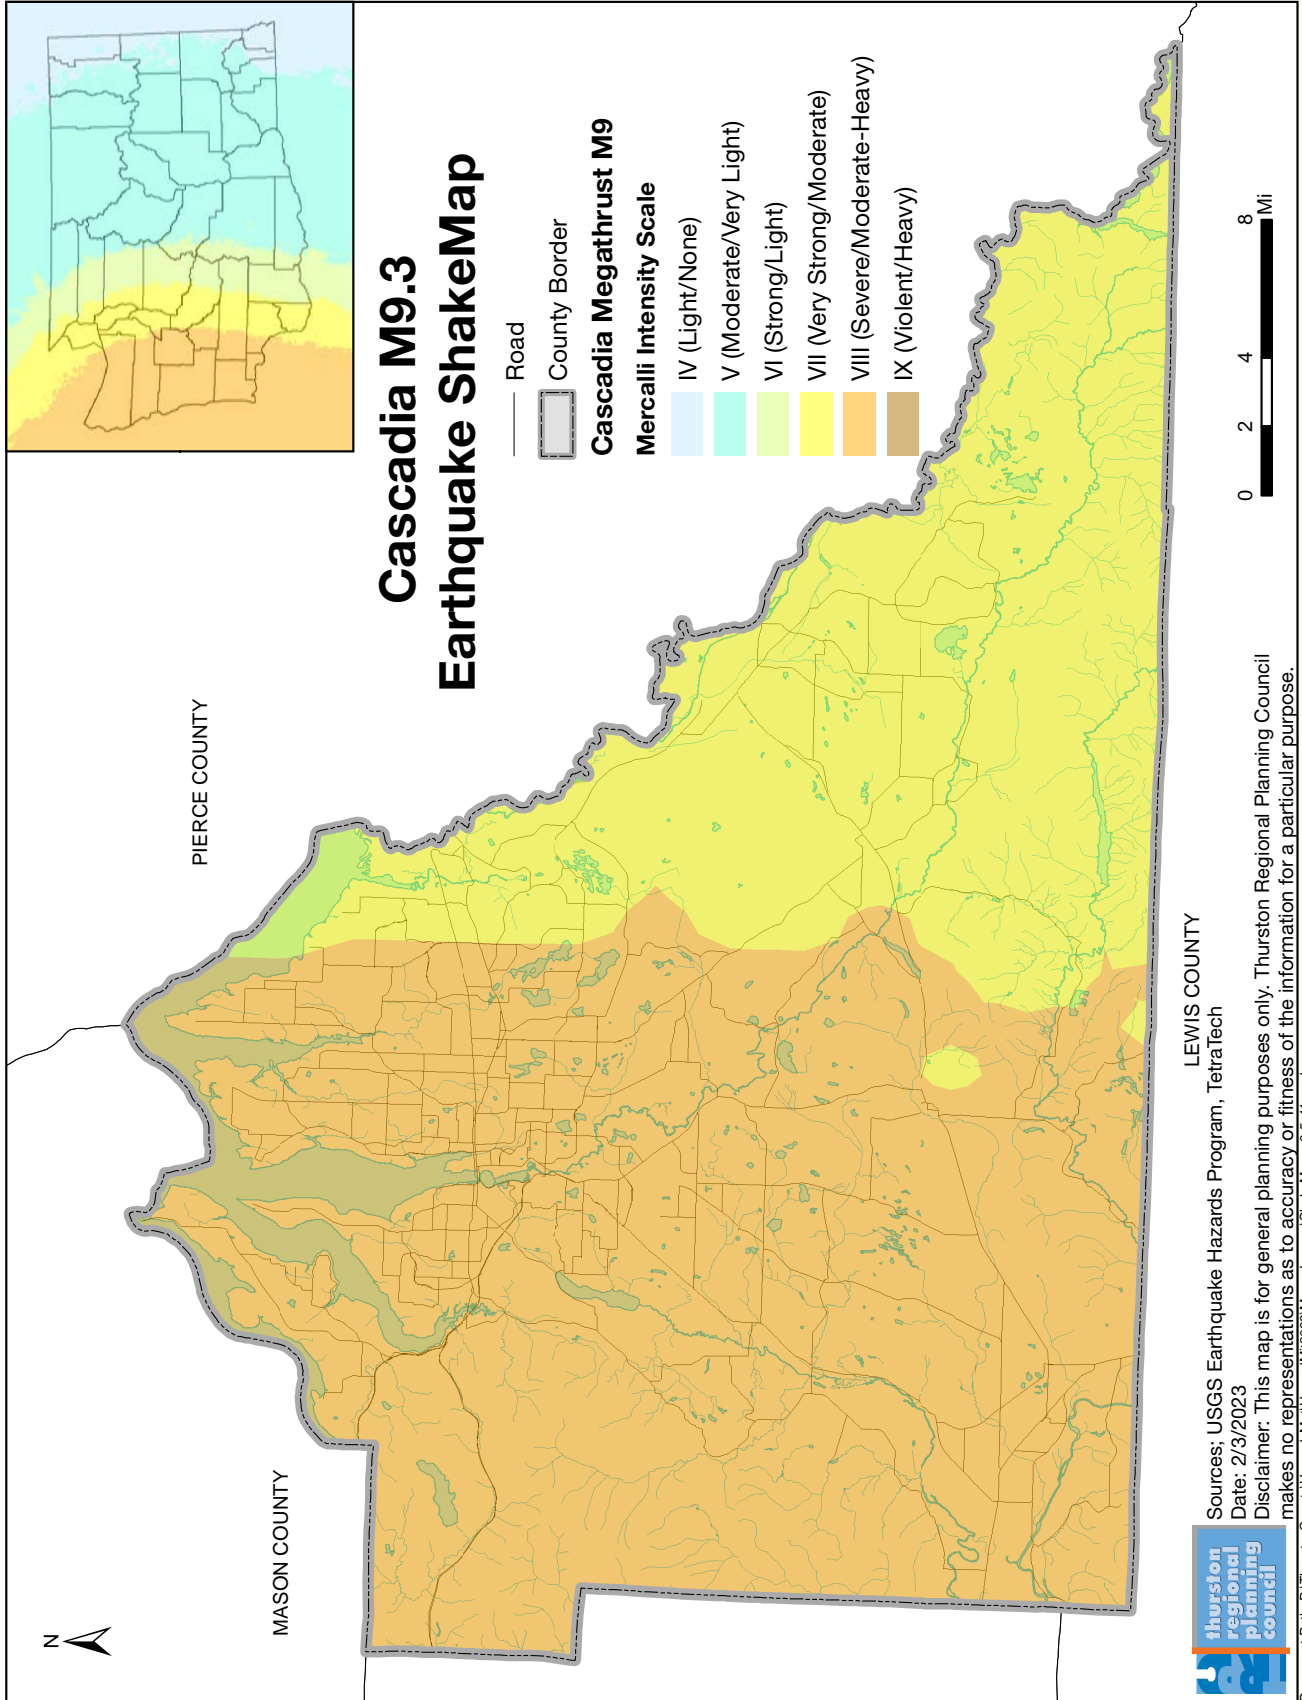 N
MASON COUNTY
PIERCE COUNTY
LEWIS COUNTY
Cascadia M9.3
Earthquake ShakeMap
Road
County Border
Cascadia Megathrust M9
Mercalli Intensity Scale
IV (Light/None)
V (Moderate/Very Light)
VI (Strong/Light)
VII (Very Strong/Moderate)
VIII (Severe/Moderate-Heavy)
IX (Violent/Heavy)
0 2 4 8
Mi
thurston
regional
planning
council
Sources; USGS Earthquake Hazards Program, TetraTech
Date: 2/3/2023
Disclaimer: This map is for general planning purposes only. Thurston Regional Planning Council
makes no representations as to accuracy or fitness of the information for a particular purpose.